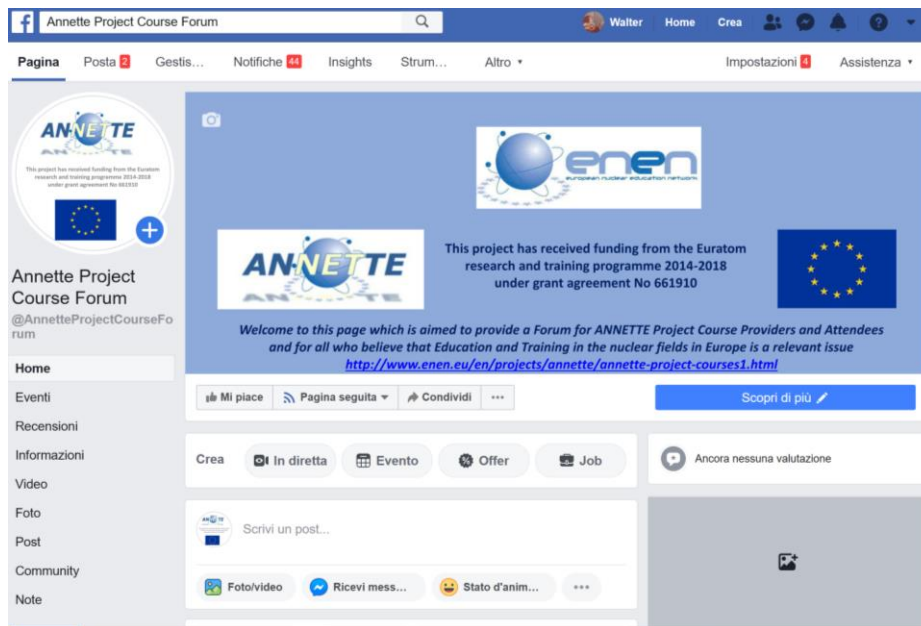 Annette Project Course Forum
Walter Home Crea
Pagina Posta 2 Gestis... Notifiche 44 Insights Strum... Altro Impostazioni 4 Assistenza
ANNETTE
This project has received funding from the Euratom
research and training programme 2014-2018
under grant agreement No 661910
Annette Project
Course Forum
@AnnetteProjectCourseFo
rum
Home
Eventi
Recensioni
Informazioni
Video
Foto
Post
Community
Note
enen
european nuclear education network
ANNETTE
This project has received funding from the Euratom
research and training programme 2014-2018
under grant agreement No 661910
Welcome to this page which is aimed to provide a Forum for ANNETTE Project Course Providers and Attendees
and for all who believe that Education and Training in the nuclear fields in Europe is a relevant issue
http://www.enen.eu/en/projects/annette/annette-project-courses1.html
Mi piace Pagina seguita Condividi ... Scopri di più
Crea In diretta Evento Offer Job
Ancora nessuna valutazione
Scrivi un post...
Foto/video Ricevi mess... Stato d'anim... ...